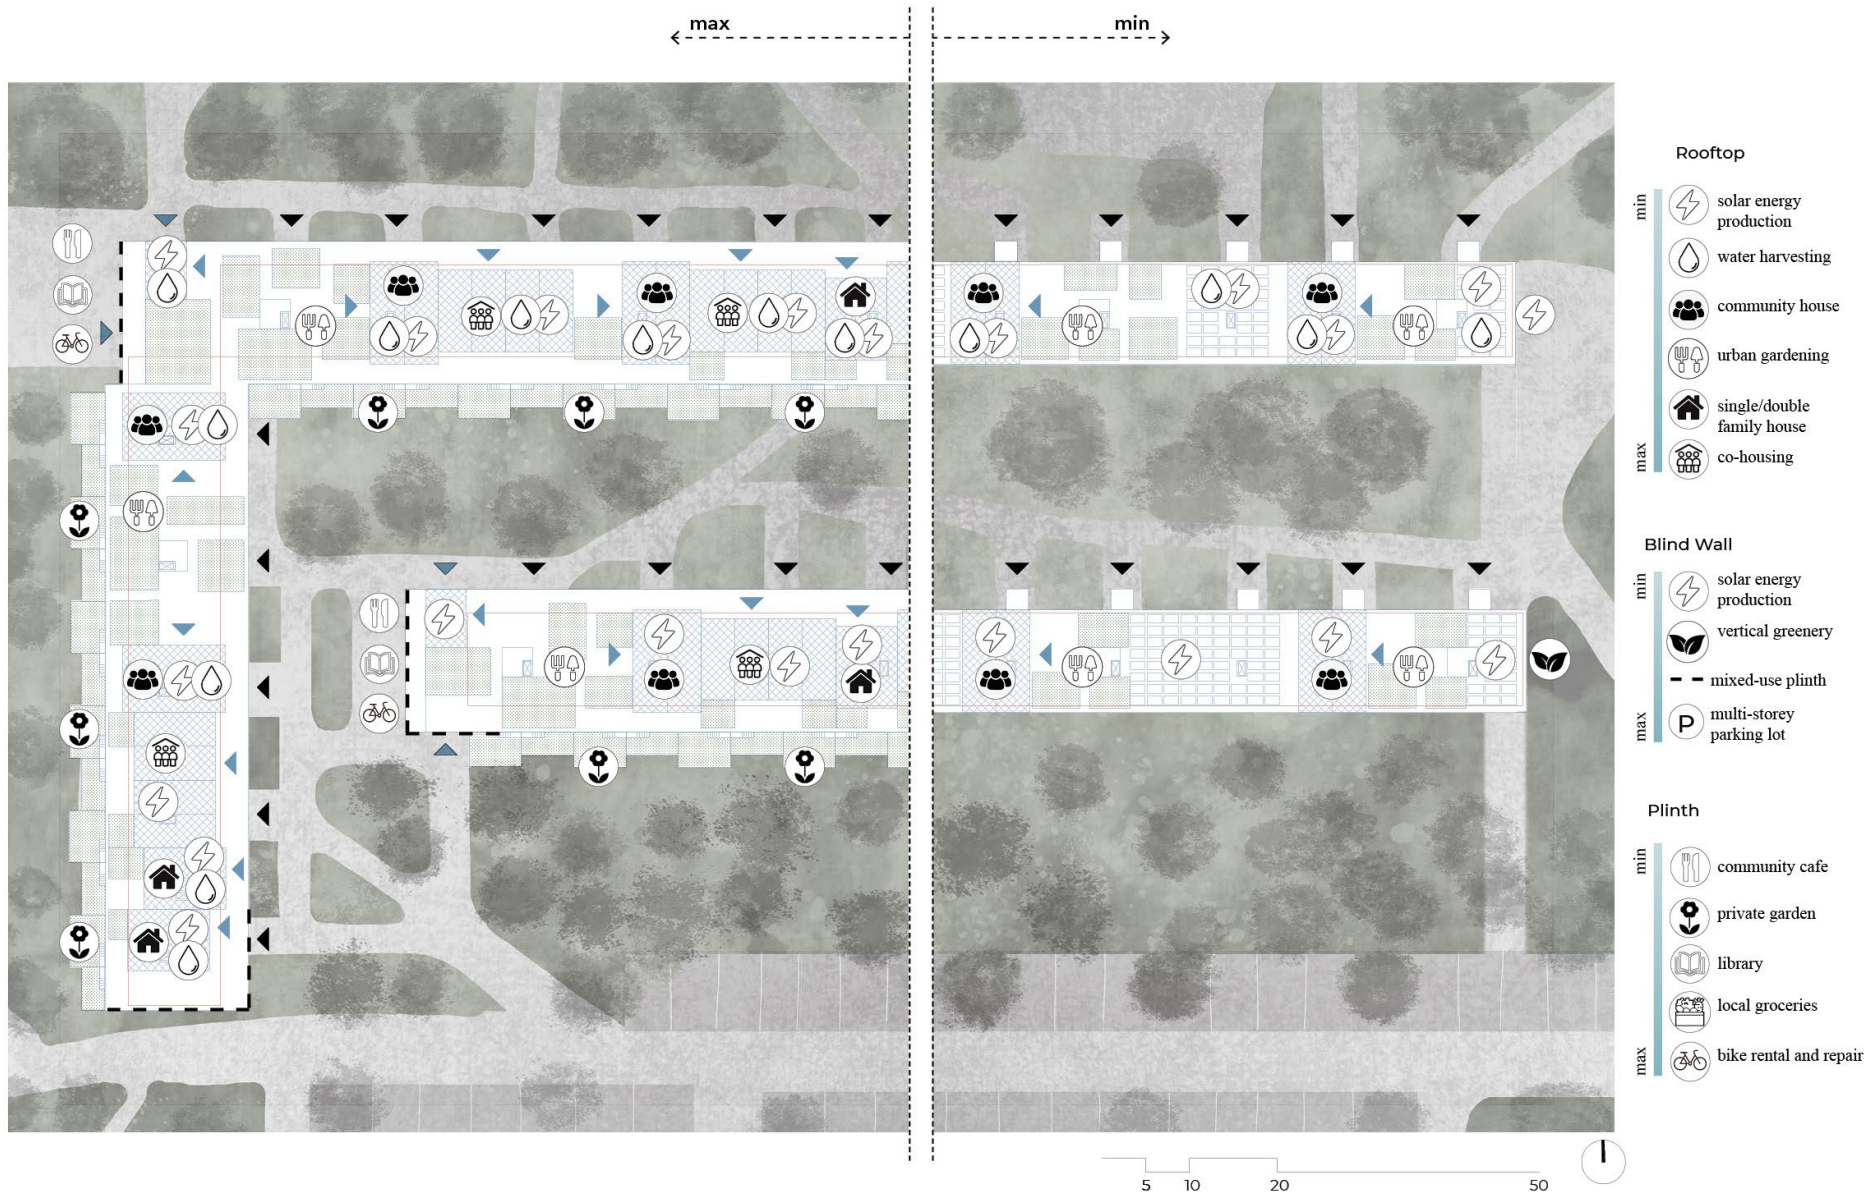 max
min
Rooftop
min
solar energy
production
water harvesting
community house
urban gardening
single/double
family house
max
co-housing
Blind Wall
min
solar energy
production
vertical greenery
mixed-use plinth
max
P
multi-storey
parking lot
Plinth
min
community cafe
private garden
library
local groceries
max
bike rental and repair
5 10 20 50